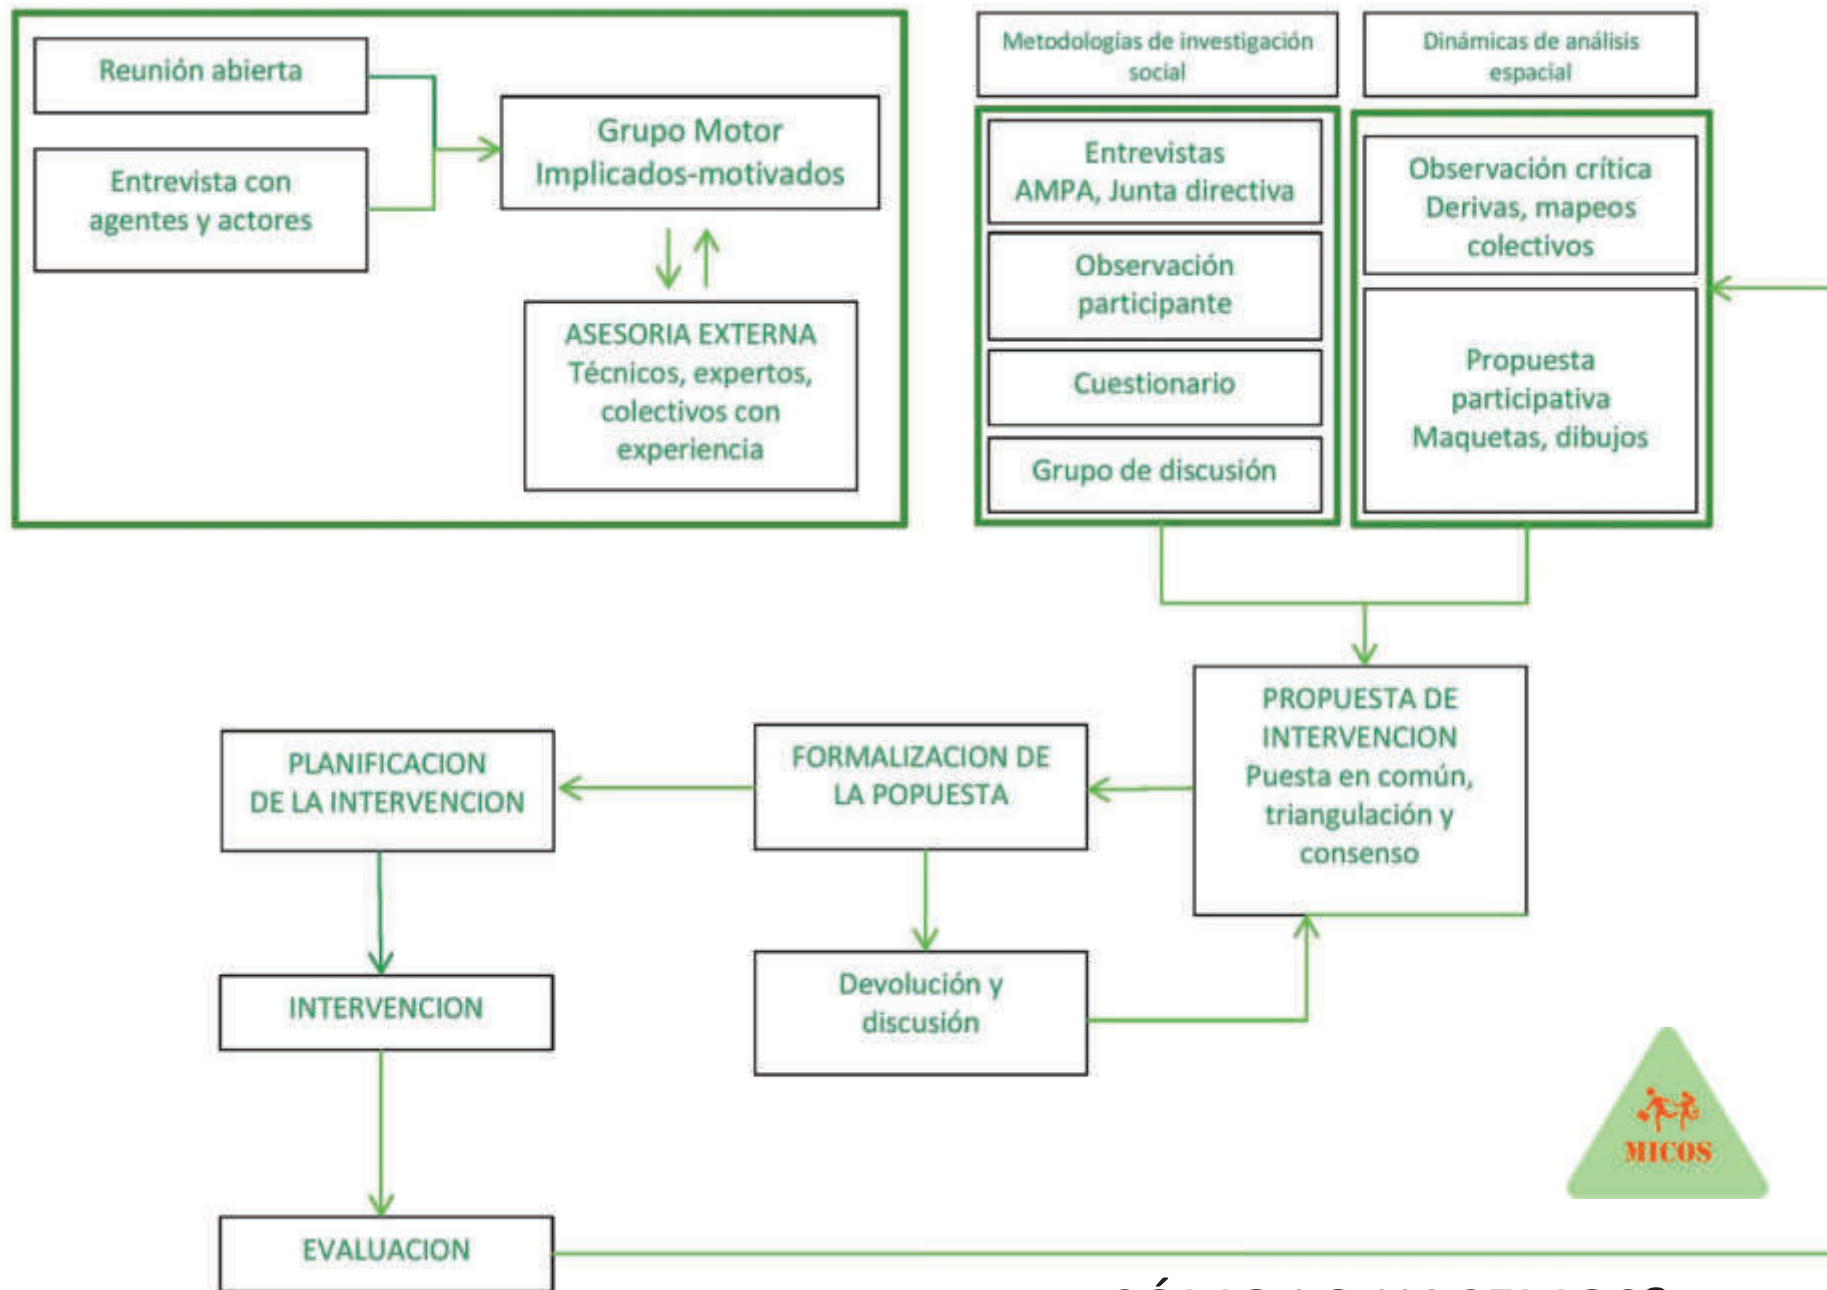 Reunión abierta
Entrevista con
agentes y actores
Grupo Motor
Implicados-motivados
ASESORIA EXTERNA
Técnicos, expertos,
colectivos con
experiencia
Metodologías de investigación
social
Dinámicas de análisis
espacial
Entrevistas
AMPA, Junta directiva
Observación
participante
Cuestionario
Grupo de discusión
Observación crítica
Derivas, mapeos
colectivos
Propuesta
participativa
Maquetas, dibujos
PROPUESTA DE
INTERVENCION
Puesta en común,
triangulación y
consenso
FORMALIZACION DE
LA POPUESTA
PLANIFICACION
DE LA INTERVENCION
Devolución y
discusión
INTERVENCION
EVALUACION
MICOS